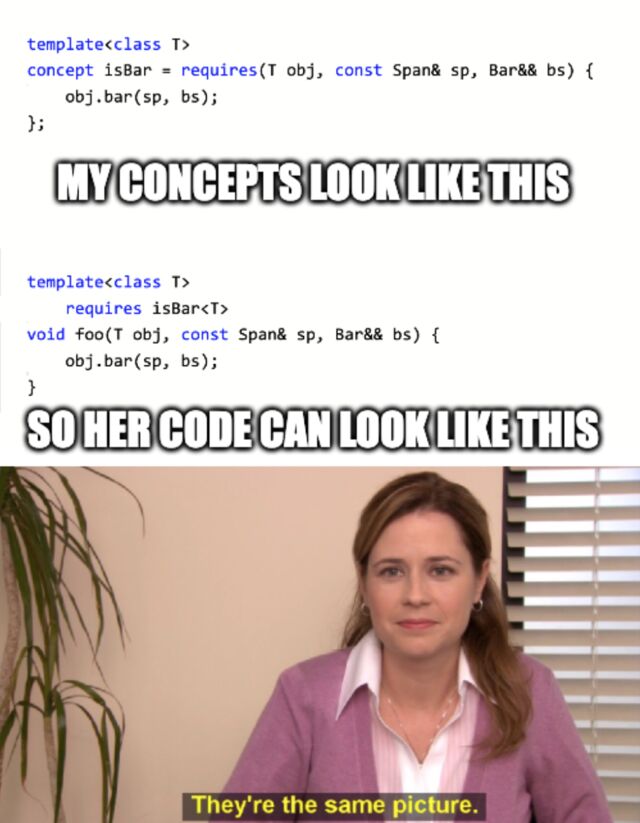 template<class T>
concept isBar = requires(T obj, const Span& sp, Bar&& bs) {
    obj.bar(sp, bs);
};
MY CONCEPTS LOOK LIKE THIS
template<class T>
    requires isBar<T>
void foo(T obj, const Span& sp, Bar&& bs) {
    obj.bar(sp, bs);
}
SO HER CODE CAN LOOK LIKE THIS
They're the same picture.